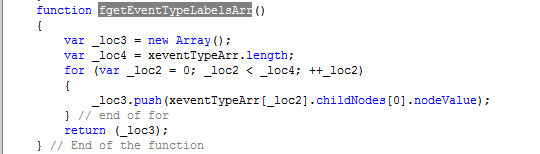 function fgetEventTypeLabelsArr()
{
var _loc3 = new Array();
var _loc4 = xeventTypeArr.length;
for (var _loc2 = 0; _loc2 < _loc4; ++_loc2)
{
_loc3.push(xeventTypeArr[_loc2].childNodes[0].nodeValue);
} // end of for
return (_loc3);
} // End of the function